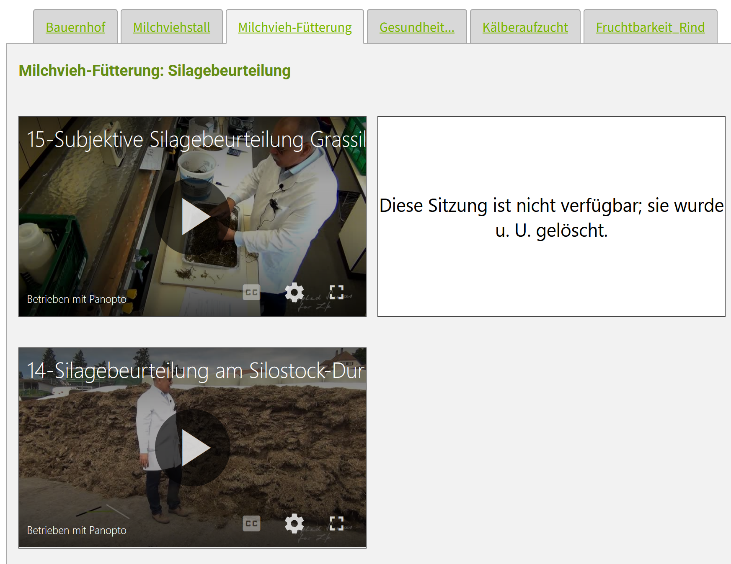 Bauernhof
Milchviehstall
Milchvieh-Fütterung
Gesundheit...
Kälberaufzucht
Fruchtbarkeit_Rind
Milchvieh-Fütterung: Silagebeurteilung
15-Subjektive Silagebeurteilung Grassil
CC
Betrieben mit Panopto
Diese Sitzung ist nicht verfügbar; sie wurde
u. U. gelöscht.
14-Silagebeurteilung am Silostock-Dur
CC
Betrieben mit Panopto